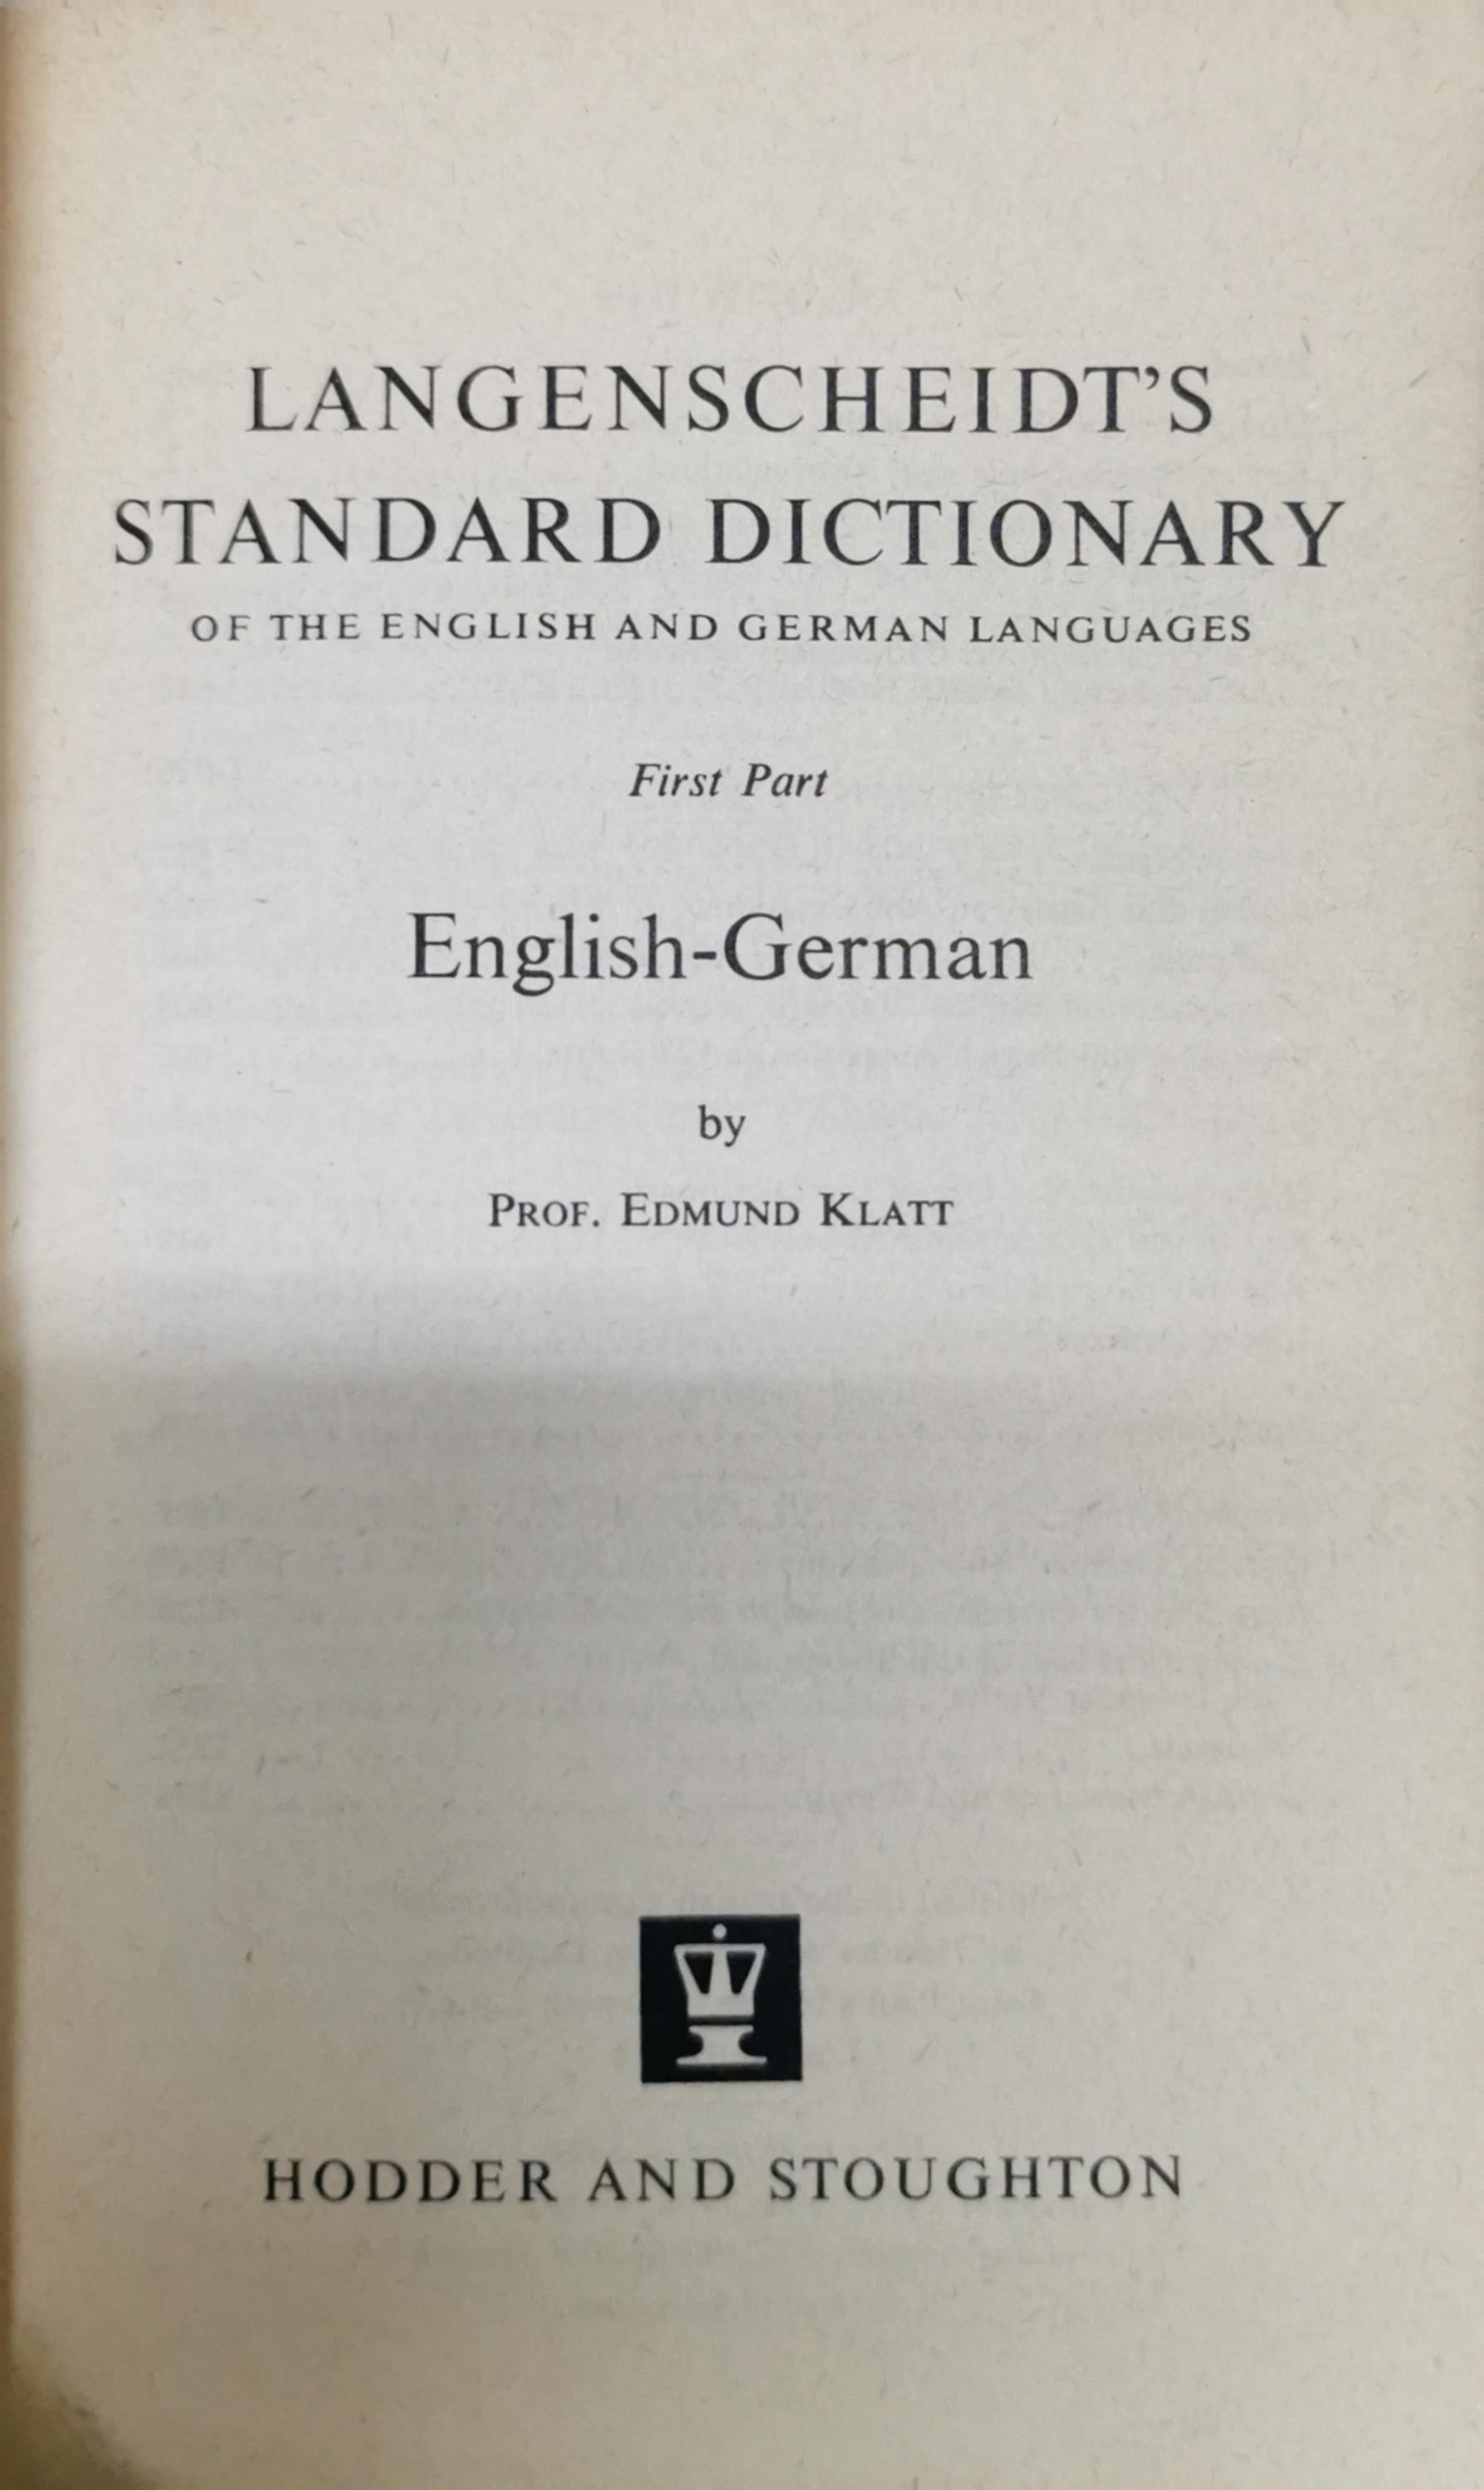 LANGENSCHEIDT'S
STANDARD DICTIONARY
OF THE ENGLISH AND GERMAN LANGUAGES
First Part
English-German
by
PROF. EDMUND KLATT
HODDER AND STOUGHTON